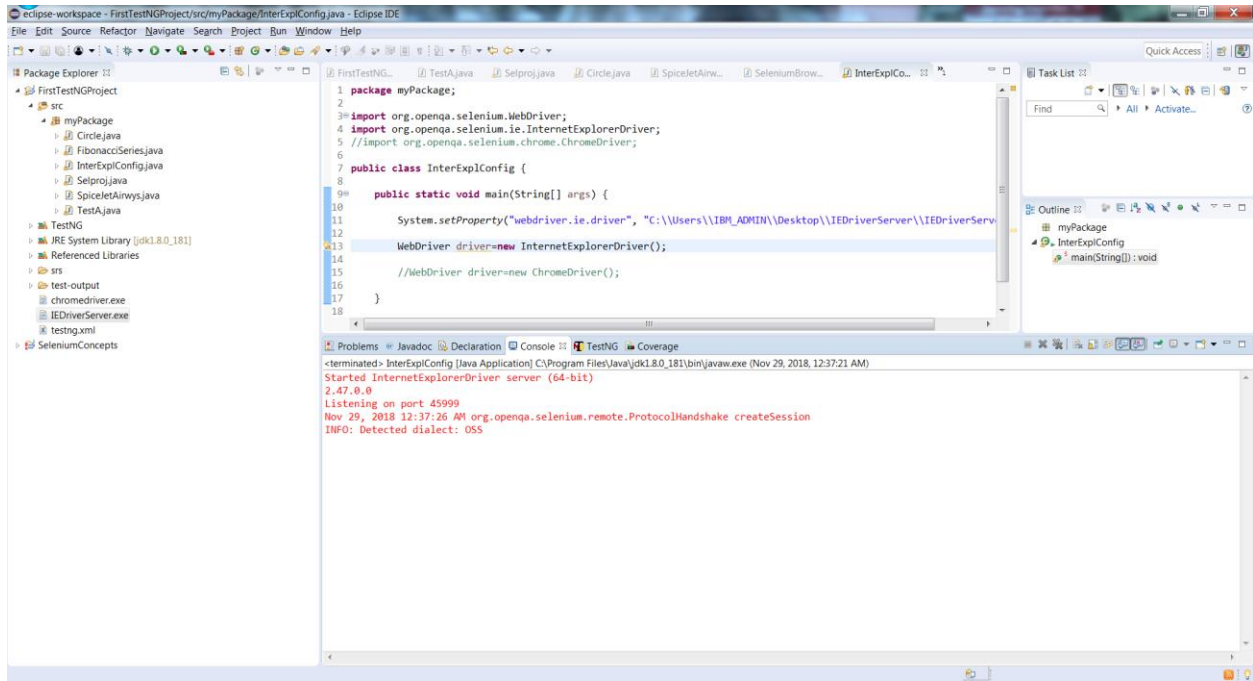 eclipse-workspace - FirstTestNGProject/src/myPackage/InterExplConfig.java - Eclipse IDE
File Edit Source Refactor Navigate Search Project Run Window Help
Quick Access
Package Explorer
FirstTestNGProject
src
myPackage
Circle.java
FibonacciSeries.java
InterExplConfig.java
Selproj.java
SpiceJetAirwys.java
TestA.java
TestNG
JRE System Library [jdk1.8.0_181]
Referenced Libraries
srs
test-output
chromedriver.exe
IEDriverServer.exe
testng.xml
SeleniumConcepts
FirstTestNG... TestA.java Selproj.java Circle.java SpiceJetAirw... SeleniumBrow... InterExplCo... »1
1 package myPackage;
2
3 import org.openqa.selenium.WebDriver;
4 import org.openqa.selenium.ie.InternetExplorerDriver;
5 //import org.openqa.selenium.chrome.ChromeDriver;
6
7 public class InterExplConfig {
8
9 public static void main(String[] args) {
10
11 System.setProperty("webdriver.ie.driver", "C:\\Users\\IBM_ADMIN\\Desktop\\IEDriverServer\\IEDriverServ
12
13 WebDriver driver=new InternetExplorerDriver();
14
15 //WebDriver driver=new ChromeDriver();
16
17 }
18
Task List
Find All Activate...
Outline
myPackage
InterExplConfig
main(String[]) : void
Problems Javadoc Declaration Console TestNG Coverage
<terminated> InterExplConfig [Java Application] C:\Program Files\Java\jdk1.8.0_181\bin\javaw.exe (Nov 29, 2018, 12:37:21 AM)
Started InternetExplorerDriver server (64-bit)
2.47.0.0
Listening on port 45999
Nov 29, 2018 12:37:26 AM org.openqa.selenium.remote.ProtocolHandshake createSession
INFO: Detected dialect: OSS